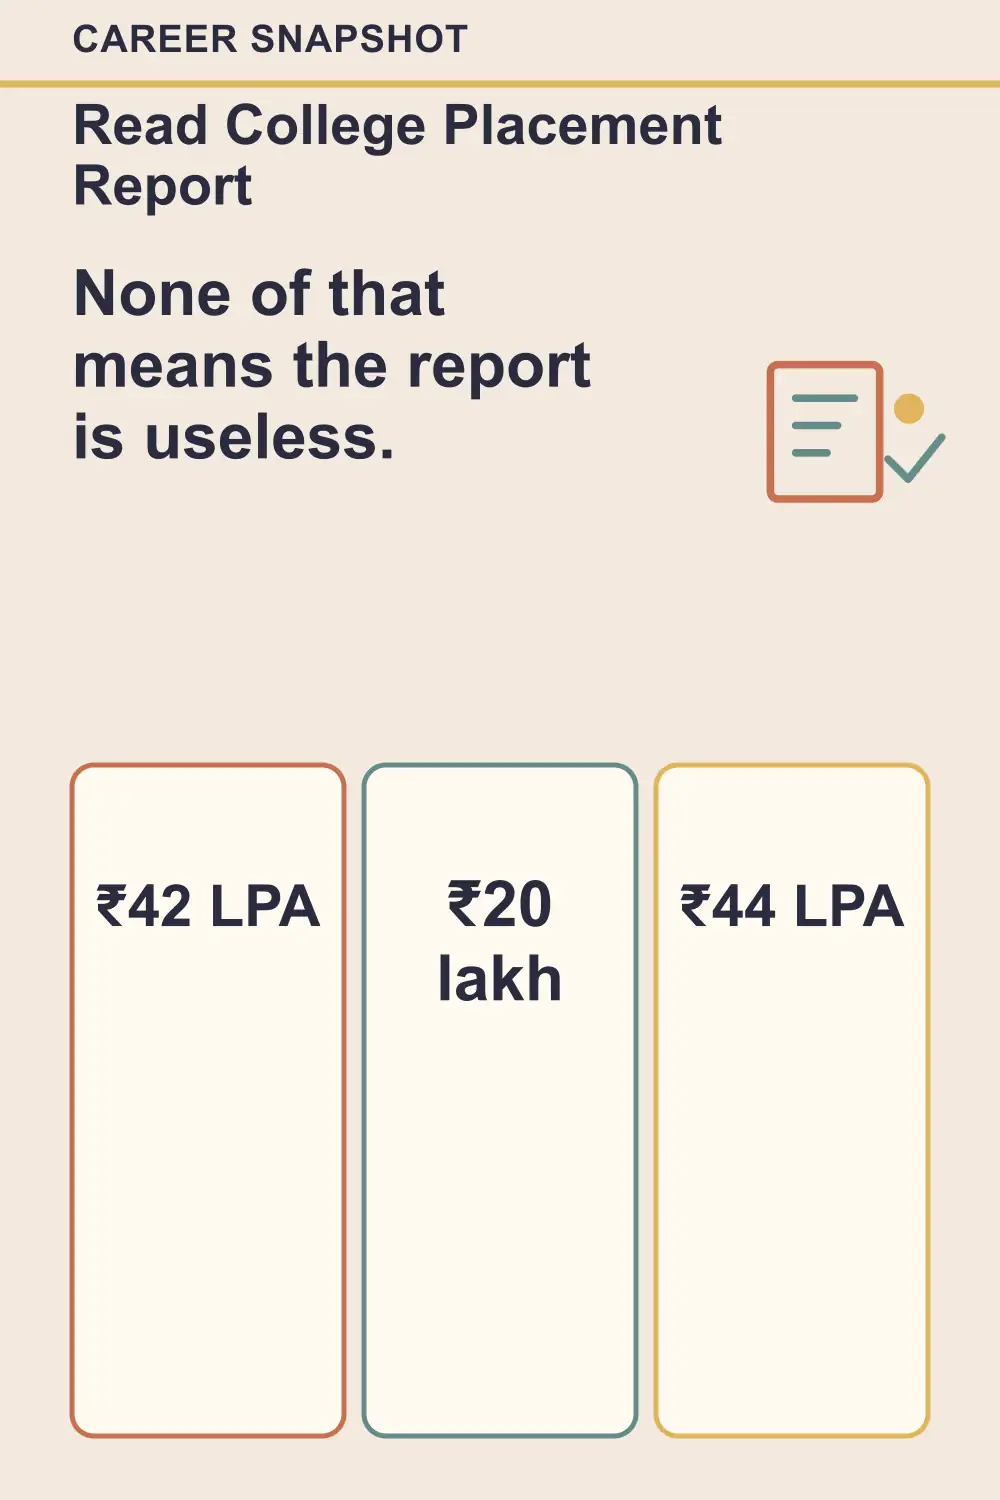 CAREER SNAPSHOT
Read College Placement
Report
None of that
means the report
is useless.
₹42 LPA
₹20
lakh
₹44 LPA